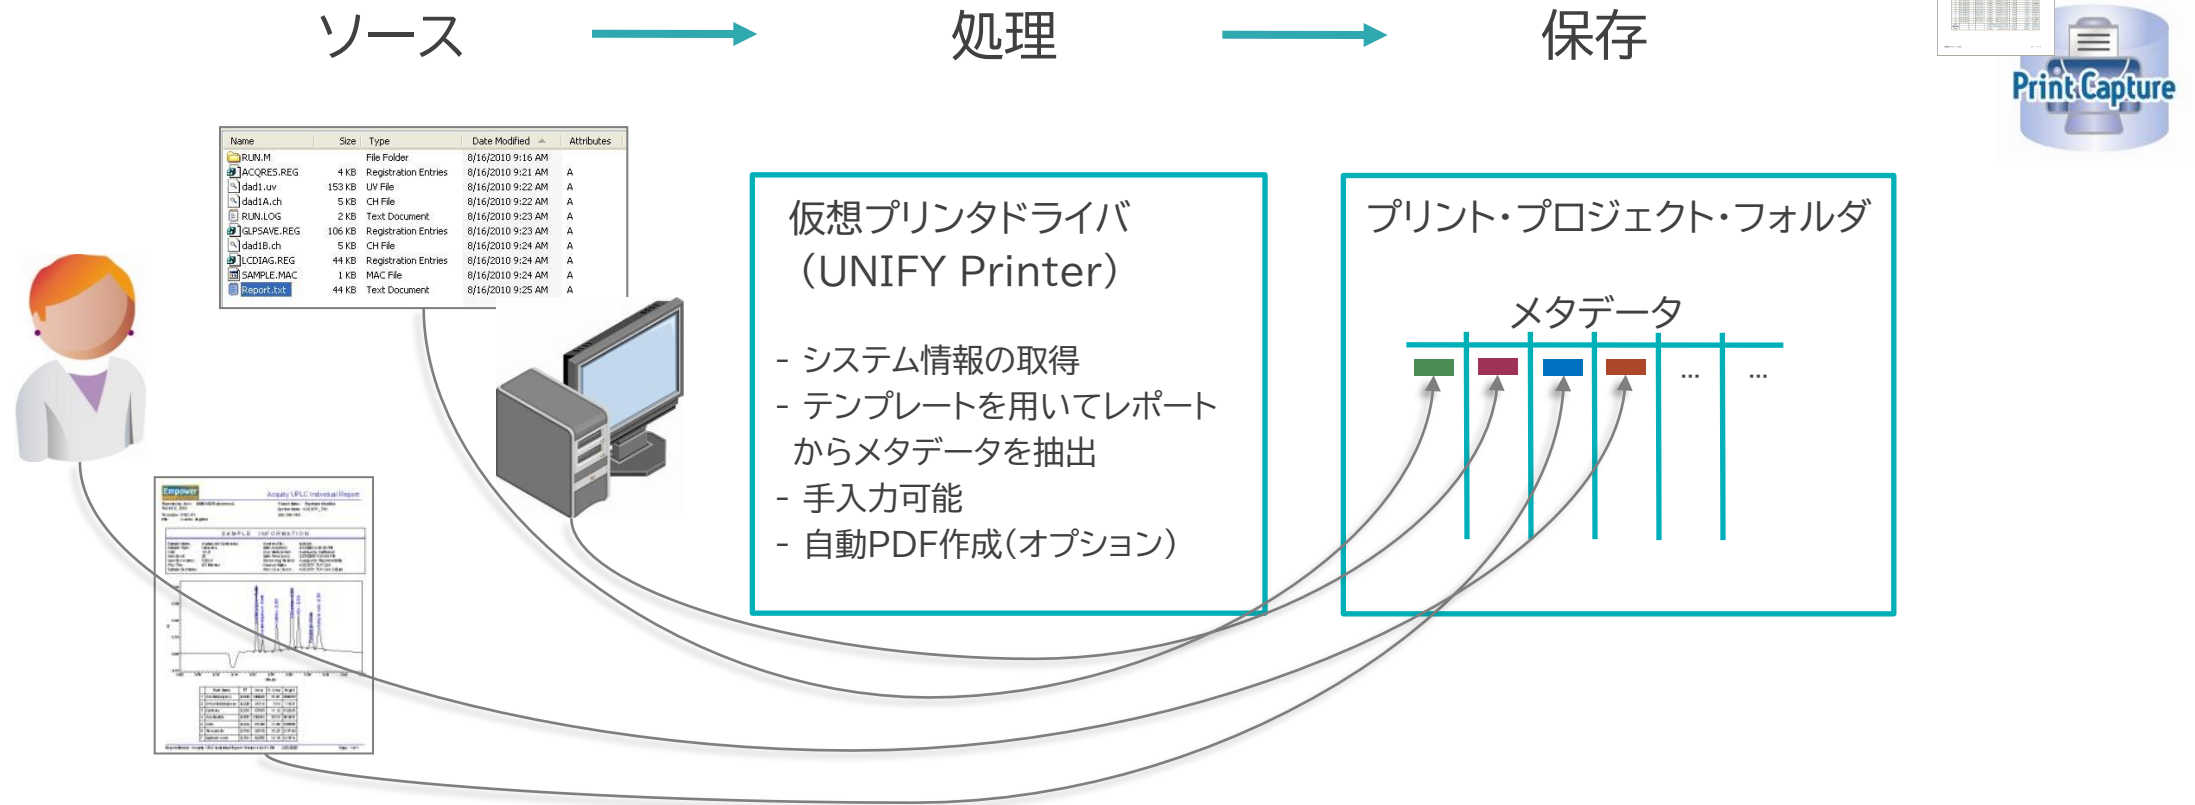 ソース
処理
保存
Print Capture
Name Size Type Date Modified Attributes
RUN.M File Folder 8/16/2010 9:16 AM
ACQRES.REG 4 KB Registration Entries 8/16/2010 9:21 AM A
dad1.uv 153 KB UV File 8/16/2010 9:22 AM A
dad1A.ch 5 KB CH File 8/16/2010 9:22 AM A
RUN.LOG 2 KB Text Document 8/16/2010 9:23 AM A
GLPSAVE.REG 106 KB Registration Entries 8/16/2010 9:23 AM A
dad1B.ch 5 KB CH File 8/16/2010 9:24 AM A
LCDIAG.REG 44 KB Registration Entries 8/16/2010 9:24 AM A
SAMPLE.MAC 1 KB MAC File 8/16/2010 9:24 AM A
Report.txt 44 KB Text Document 8/16/2010 9:25 AM A
仮想プリンタドライバ
(UNIFY Printer)
- システム情報の取得
- テンプレートを用いてレポート
からメタデータを抽出
- 手入力可能
- 自動PDF作成(オプション)
プリント・プロジェクト・フォルダ
メタデータ
... ...
Empower
Acquity UPLC Individual Report
SAMPLE INFORMATION